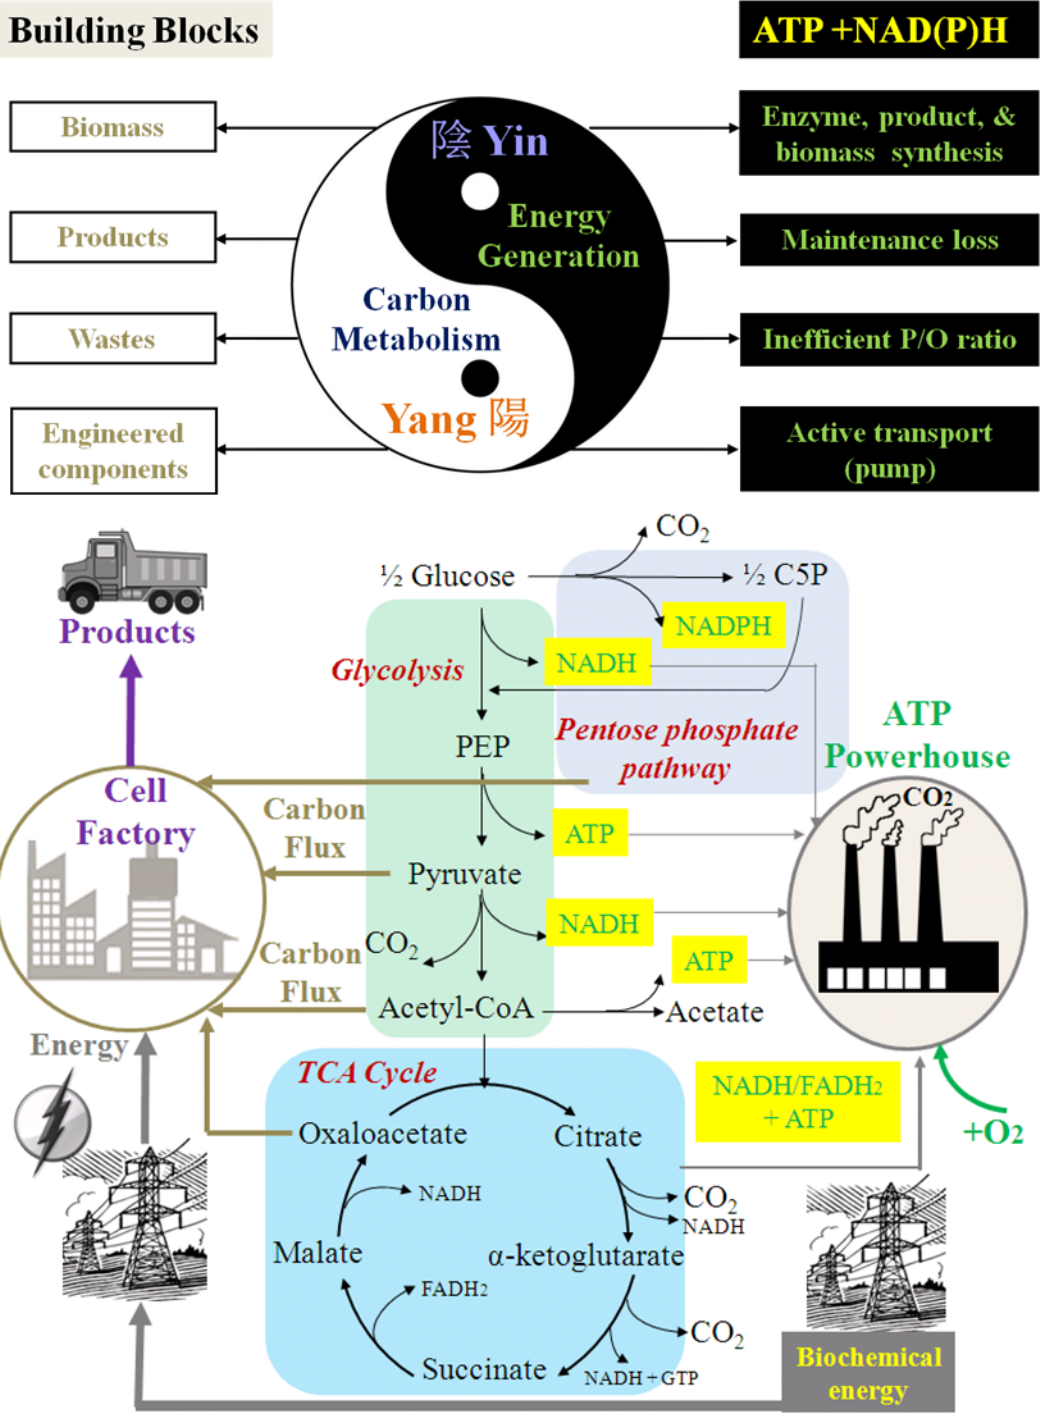 Building Blocks
ATP +NAD(P)H
Biomass
Products
Wastes
Engineered
components
陰 Yin
Energy
Generation
Carbon
Metabolism
Yang 陽
Enzyme, product, &
biomass synthesis
Maintenance loss
Inefficient P/O ratio
Active transport
(pump)
Products
Cell
Factory
Carbon
Flux
Carbon
Flux
Energy
½ Glucose
CO2
½ C5P
NADPH
NADH
Glycolysis
Pentose phosphate
pathway
PEP
ATP
Pyruvate
NADH
CO2
ATP
Acetyl-CoA
Acetate
ATP
Powerhouse
CO2
+O2
NADH/FADH2
+ ATP
TCA Cycle
Oxaloacetate
Citrate
NADH
CO2
NADH
Malate
α-ketoglutarate
FADH2
CO2
Succinate
NADH + GTP
Biochemical
energy